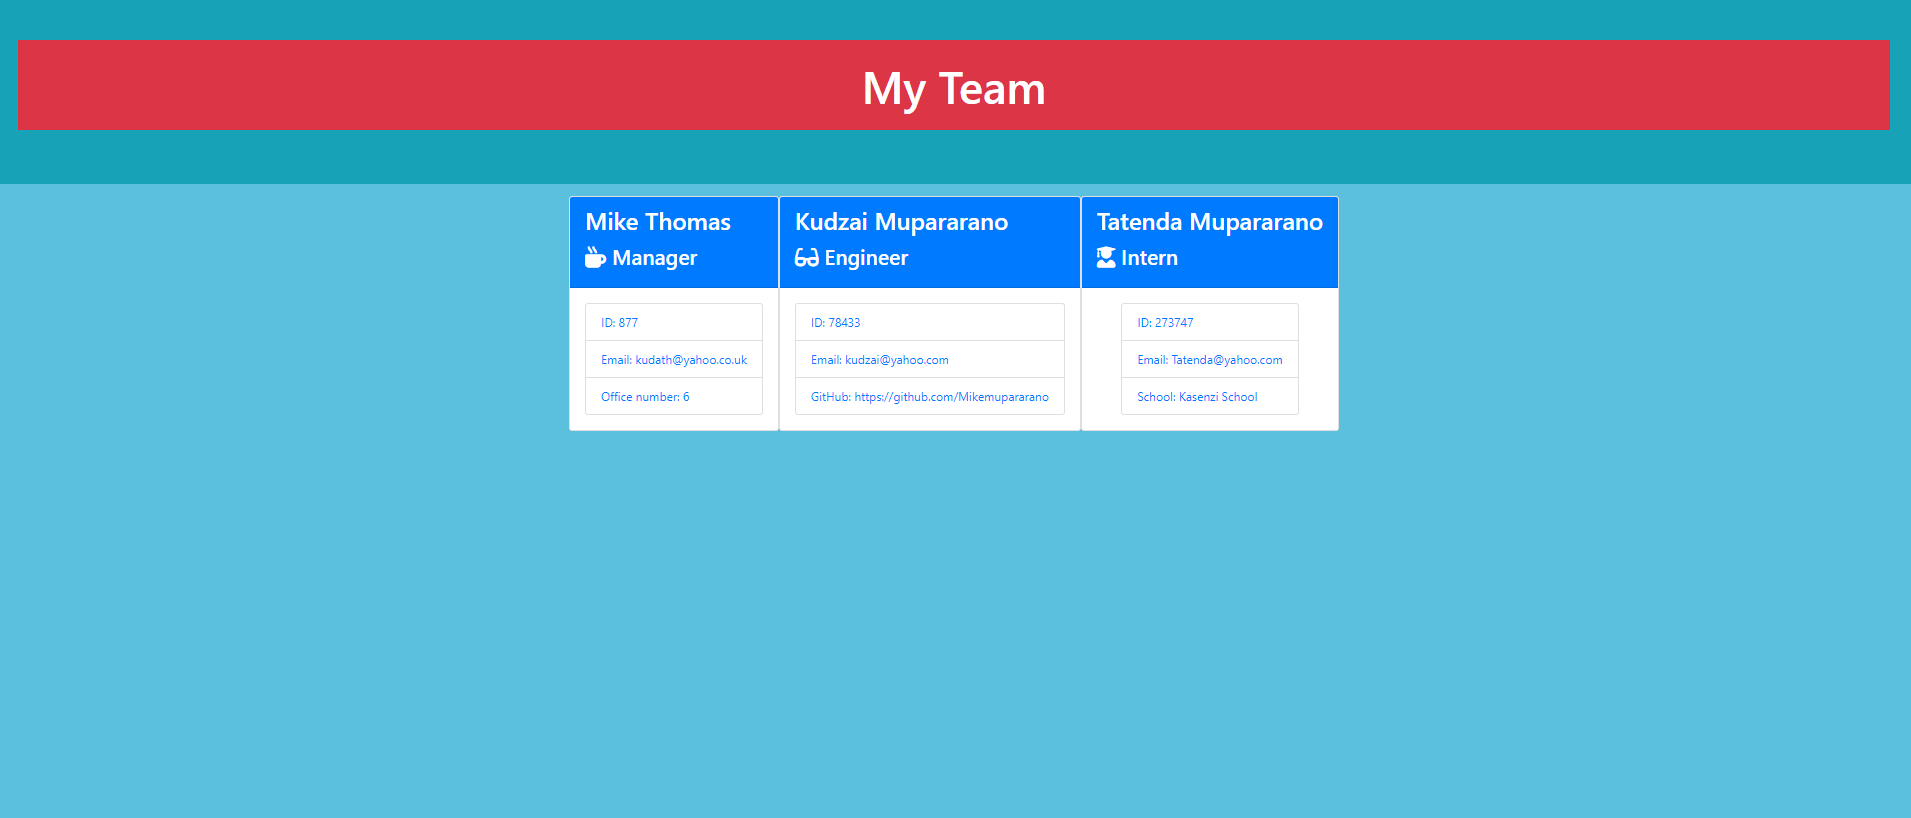 My Team
Mike Thomas
Manager
ID: 877
Email: kudath@yahoo.co.uk
Office number: 6
Kudzai Mupararano
Engineer
ID: 78433
Email: kudzai@yahoo.com
GitHub: https://github.com/Mikemupararano
Tatenda Mupararano
Intern
ID: 273747
Email: Tatenda@yahoo.com
School: Kasenzi School